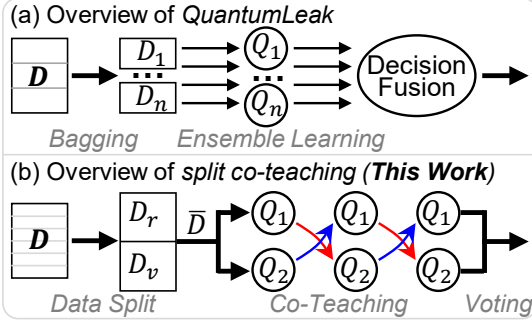 (a) Overview of QuantumLeak
D D₁ Q₁ Decision
... ...
Dₙ Qₙ Fusion
Bagging Ensemble Learning
(b) Overview of split co-teaching (This Work)
Dᵣ D̅ Q₁ Q₁ Q₁
D
Dᵥ Q₂ Q₂ Q₂
Data Split Co-Teaching Voting